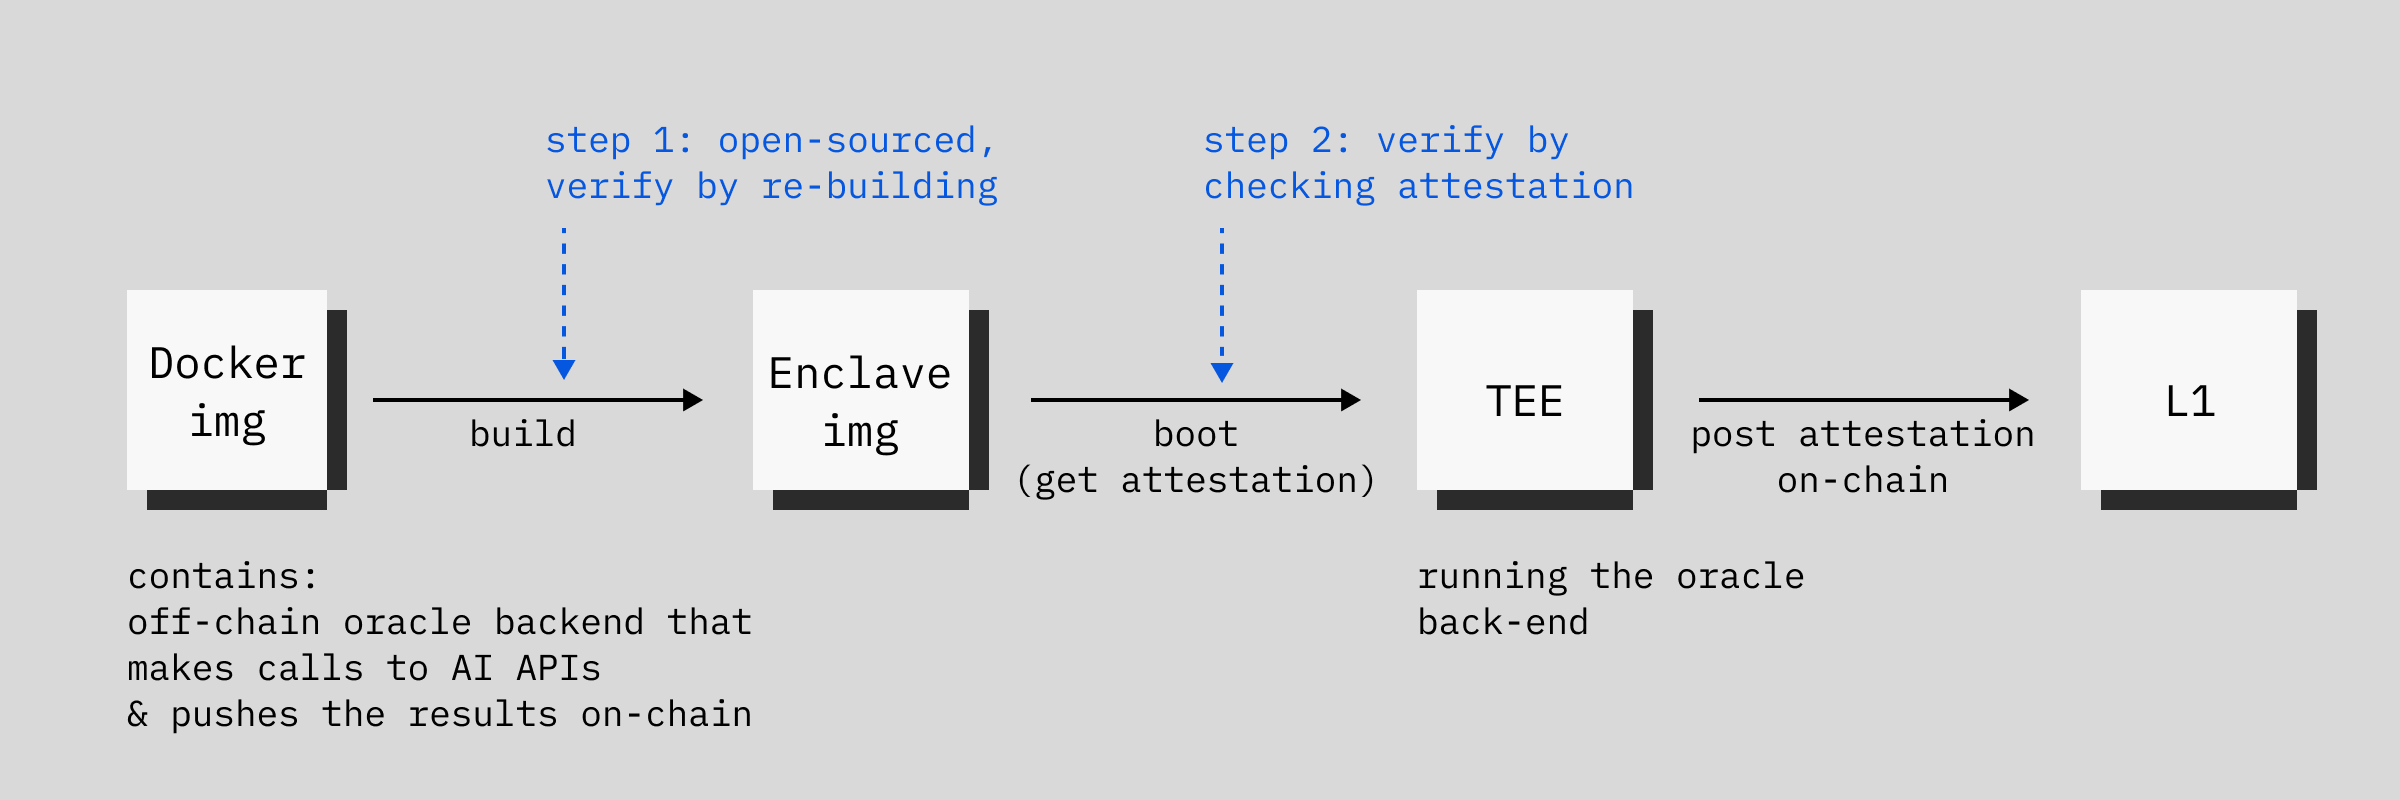 step 1: open-sourced,
verify by re-building
step 2: verify by
checking attestation
Docker
img
build
Enclave
img
boot
(get attestation)
TEE
post attestation
on-chain
L1
contains:
off-chain oracle backend that
makes calls to AI APIs
& pushes the results on-chain
running the oracle
back-end